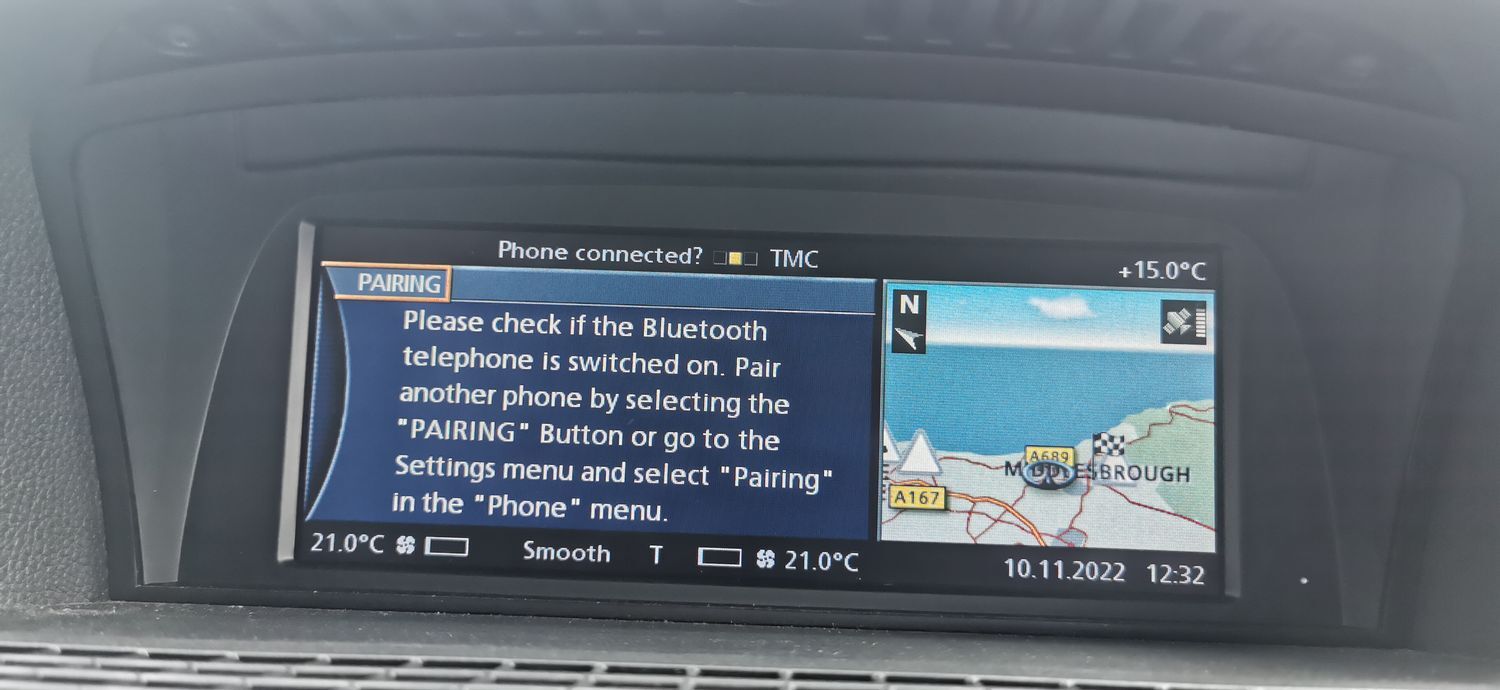 Phone connected? TMC
+15.0°C
PAIRING
Please check if the Bluetooth
telephone is switched on. Pair
another phone by selecting the
"PAIRING" Button or go to the
Settings menu and select "Pairing"
in the "Phone" menu.
N
A689
MIDDLESBROUGH
A167
21.0°C Smooth T 21.0°C
10.11.2022 12:32